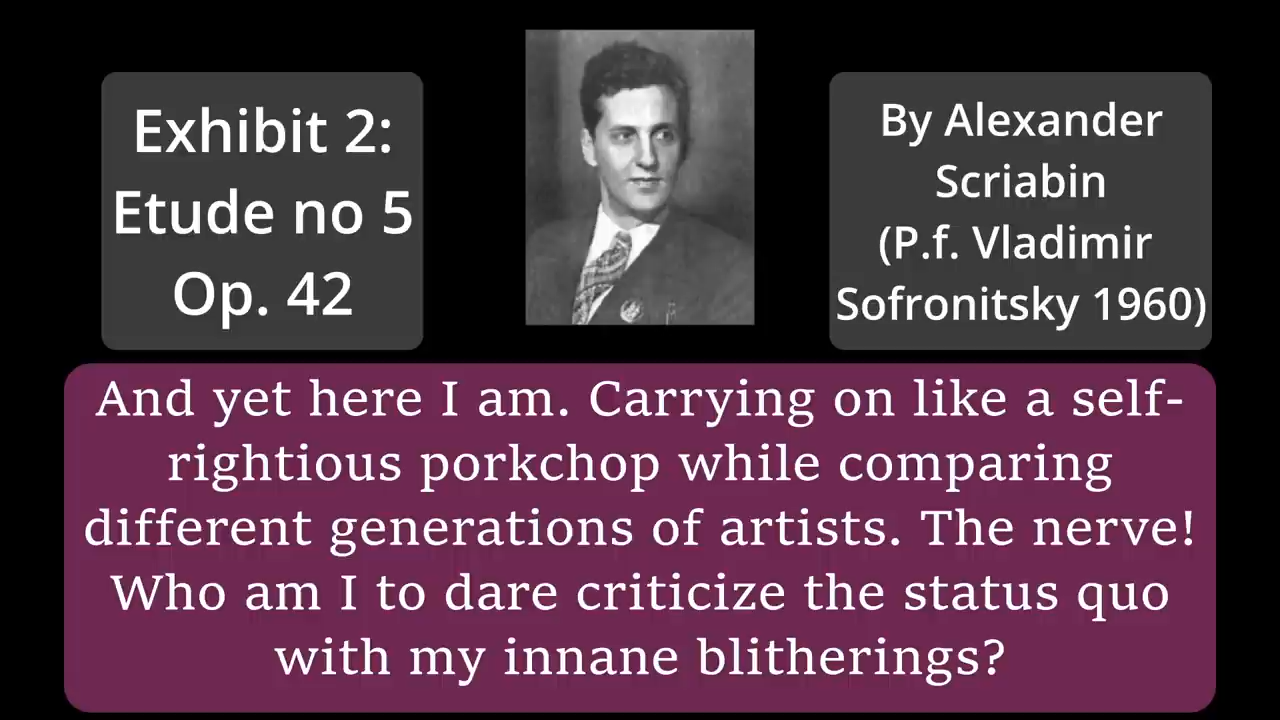 Exhibit 2:
Etude no 5
Op. 42
By Alexander
Scriabin
(P.f. Vladimir
Sofronitsky 1960)
And yet here I am. Carrying on like a self-
rightious porkchop while comparing
different generations of artists. The nerve!
Who am I to dare criticize the status quo
with my innane blitherings?